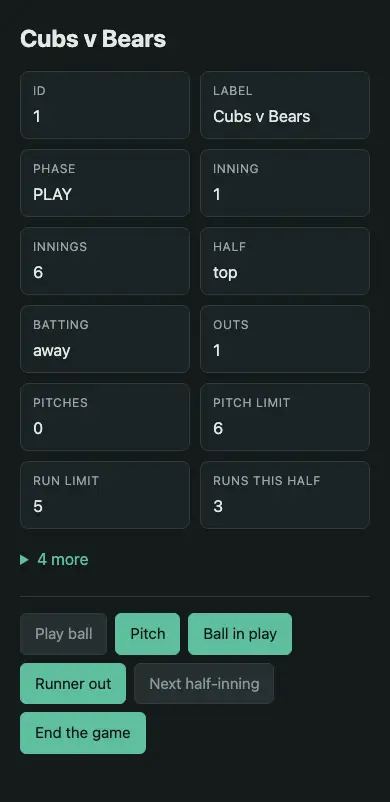 Cubs v Bears
ID
1
LABEL
Cubs v Bears
PHASE
PLAY
INNING
1
INNINGS
6
HALF
top
BATTING
away
OUTS
1
PITCHES
0
PITCH LIMIT
6
RUN LIMIT
5
RUNS THIS HALF
3
4 more
Play ball
Pitch
Ball in play
Runner out
Next half-inning
End the game